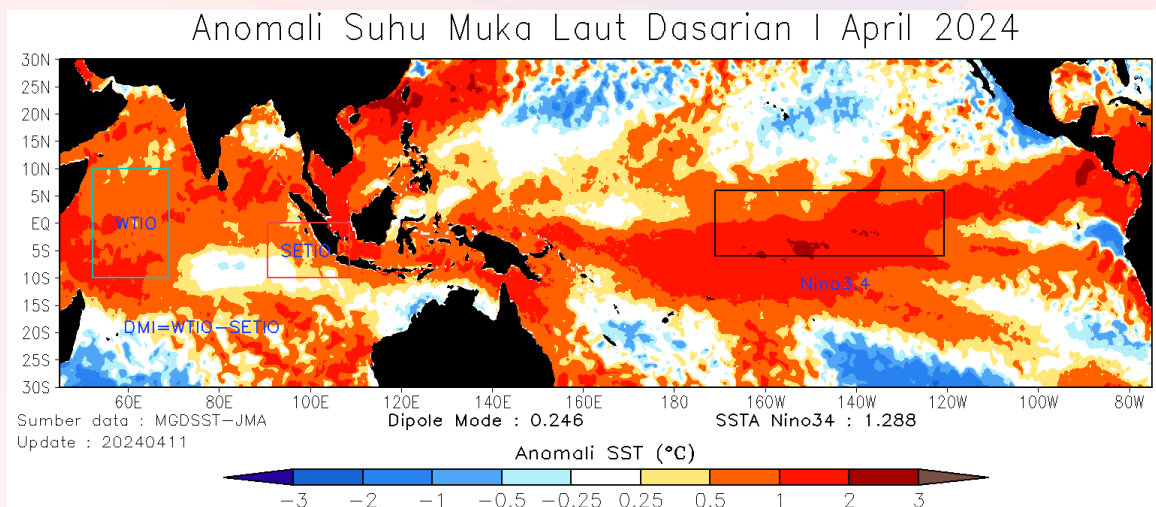 Anomali Suhu Muka Laut Dasarian I April 2024
30N
25N
20N
15N
10N
5N
EQ
5S
10S
15S
20S
25S
30S
WTIO
SETIO
Nino3.4
DMI=WTIO-SETIO
60E 80E 100E 120E 140E 160E 180 160W 140W 120W 100W 80W
Sumber data : MGDSST-JMA
Dipole Mode : 0.246
SSTA Nino34 : 1.288
Update : 20240411
Anomali SST (°C)
-3 -2 -1 -0.5 -0.25 0.25 0.5 1 2 3